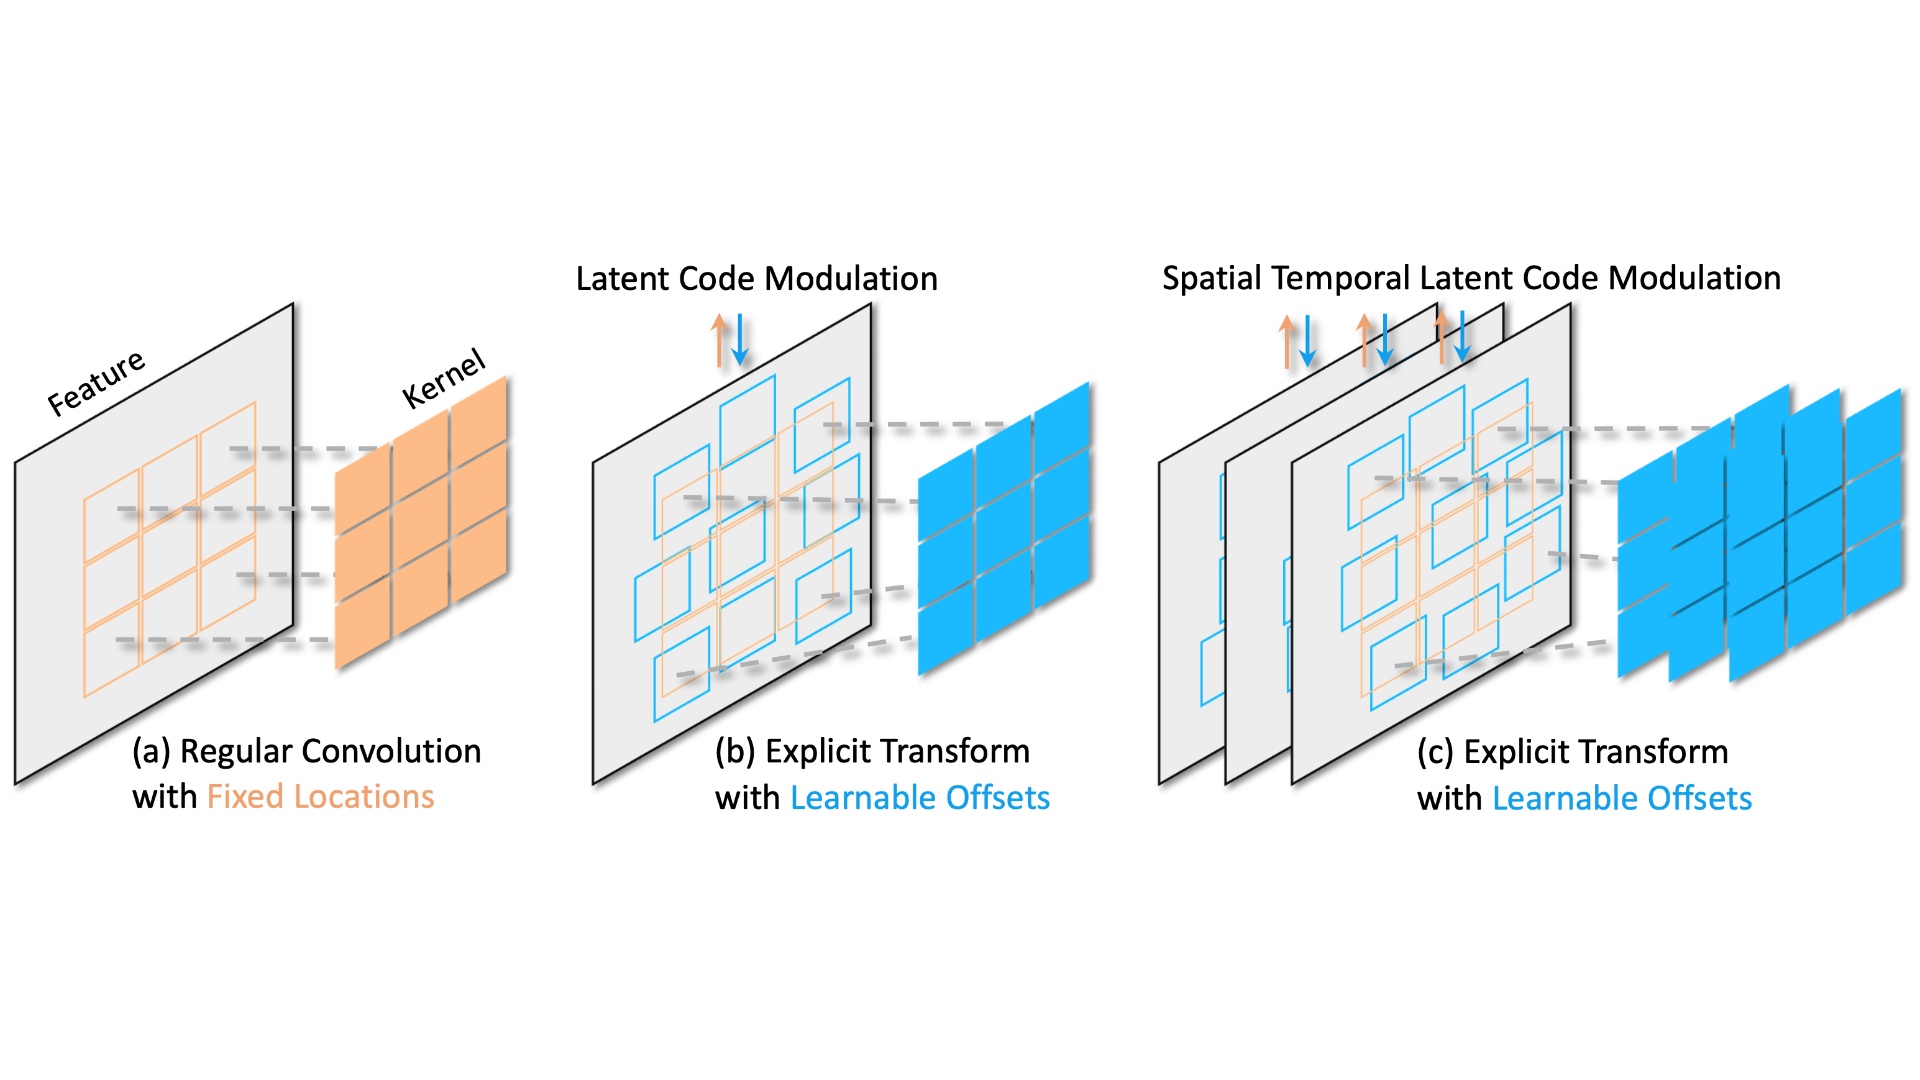 Latent Code Modulation
Spatial Temporal Latent Code Modulation
Feature
Kernel
(a) Regular Convolution
with Fixed Locations
(b) Explicit Transform
with Learnable Offsets
(c) Explicit Transform
with Learnable Offsets